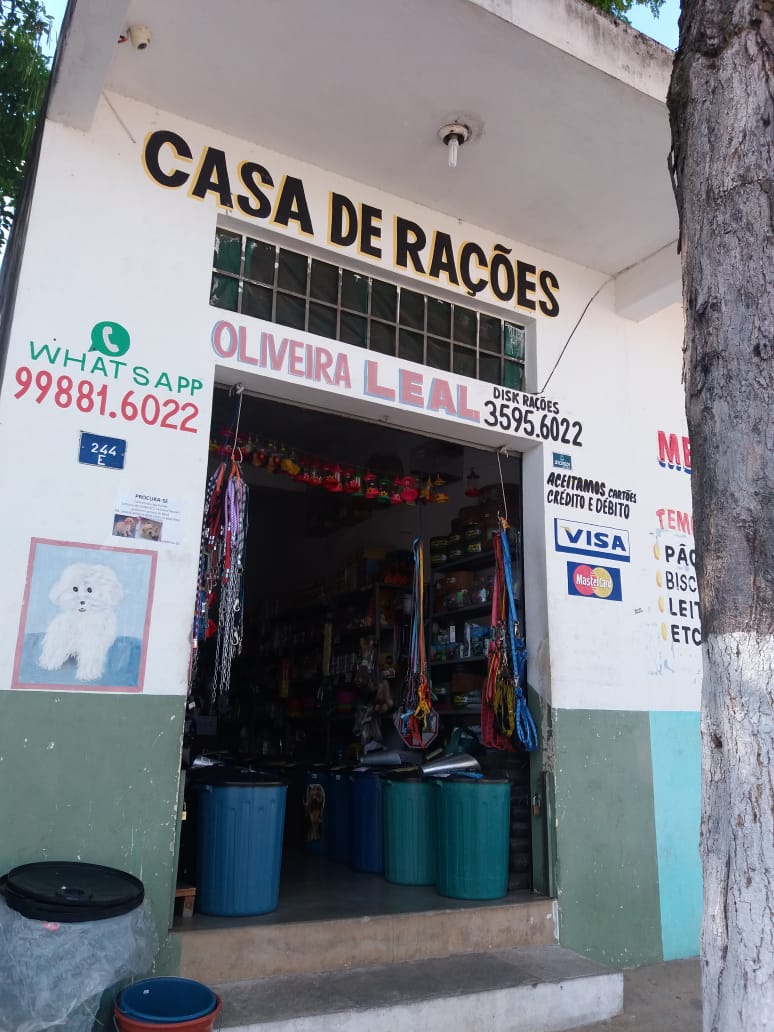 CASA DE RAÇÕES
OLIVEIRA LEAL
DISK RAÇÕES
3595.6022
WHATSAPP
99881.6022
244
E
PROCURA-SE
ACEITAMOS CARTÕES
CRÉDITO E DÉBITO
VISA
MasterCard
ME
TEMO
PÃO
BISC
LEIT
ETC